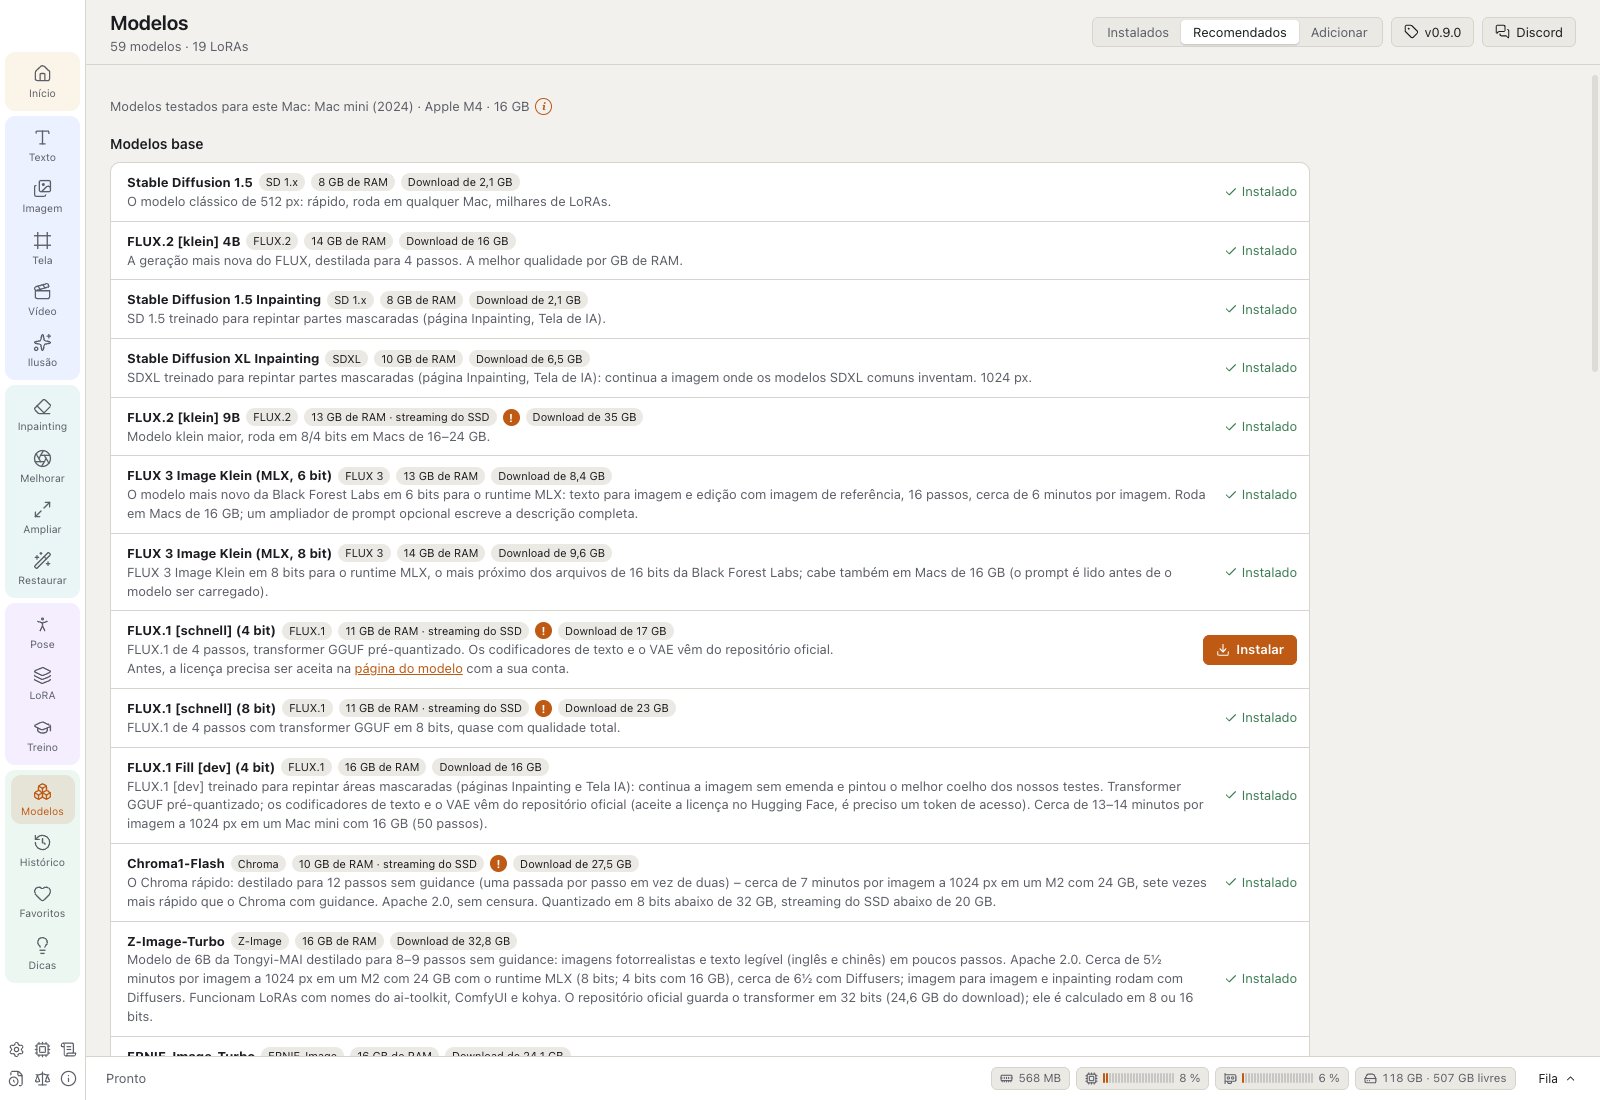 Modelos
59 modelos · 19 LoRAs
Instalados
Recomendados
Adicionar
v0.9.0
Discord
Início
Texto
Imagem
Tela
Vídeo
Ilusão
Inpainting
Melhorar
Ampliar
Restaurar
Pose
LoRA
Treino
Modelos
Histórico
Favoritos
Dicas
Modelos testados para este Mac: Mac mini (2024) · Apple M4 · 16 GB
Modelos base
Stable Diffusion 1.5 SD 1.x 8 GB de RAM Download de 2,1 GB
O modelo clássico de 512 px: rápido, roda em qualquer Mac, milhares de LoRAs.
Instalado
FLUX.2 [klein] 4B FLUX.2 14 GB de RAM Download de 16 GB
A geração mais nova do FLUX, destilada para 4 passos. A melhor qualidade por GB de RAM.
Instalado
Stable Diffusion 1.5 Inpainting SD 1.x 8 GB de RAM Download de 2,1 GB
SD 1.5 treinado para repintar partes mascaradas (página Inpainting, Tela de IA).
Instalado
Stable Diffusion XL Inpainting SDXL 10 GB de RAM Download de 6,5 GB
SDXL treinado para repintar partes mascaradas (página Inpainting, Tela de IA): continua a imagem onde os modelos SDXL comuns inventam. 1024 px.
Instalado
FLUX.2 [klein] 9B FLUX.2 13 GB de RAM · streaming do SSD ! Download de 35 GB
Modelo klein maior, roda em 8/4 bits em Macs de 16–24 GB.
Instalado
FLUX 3 Image Klein (MLX, 6 bit) FLUX 3 13 GB de RAM Download de 8,4 GB
O modelo mais novo da Black Forest Labs em 6 bits para o runtime MLX: texto para imagem e edição com imagem de referência, 16 passos, cerca de 6 minutos por imagem. Roda
em Macs de 16 GB; um ampliador de prompt opcional escreve a descrição completa.
Instalado
FLUX 3 Image Klein (MLX, 8 bit) FLUX 3 14 GB de RAM Download de 9,6 GB
FLUX 3 Image Klein em 8 bits para o runtime MLX, o mais próximo dos arquivos de 16 bits da Black Forest Labs; cabe também em Macs de 16 GB (o prompt é lido antes de o
modelo ser carregado).
Instalado
FLUX.1 [schnell] (4 bit) FLUX.1 11 GB de RAM · streaming do SSD ! Download de 17 GB
FLUX.1 de 4 passos, transformer GGUF pré-quantizado. Os codificadores de texto e o VAE vêm do repositório oficial.
Antes, a licença precisa ser aceita na página do modelo com a sua conta.
Instalar
FLUX.1 [schnell] (8 bit) FLUX.1 11 GB de RAM · streaming do SSD ! Download de 23 GB
FLUX.1 de 4 passos com transformer GGUF em 8 bits, quase com qualidade total.
Instalado
FLUX.1 Fill [dev] (4 bit) FLUX.1 16 GB de RAM Download de 16 GB
FLUX.1 [dev] treinado para repintar áreas mascaradas (páginas Inpainting e Tela IA): continua a imagem sem emenda e pintou o melhor coelho dos nossos testes. Transformer
GGUF pré-quantizado; os codificadores de texto e o VAE vêm do repositório oficial (aceite a licença no Hugging Face, é preciso um token de acesso). Cerca de 13–14 minutos por
imagem a 1024 px em um Mac mini com 16 GB (50 passos).
Instalado
Chroma1-Flash Chroma 10 GB de RAM · streaming do SSD ! Download de 27,5 GB
O Chroma rápido: destilado para 12 passos sem guidance (uma passada por passo em vez de duas) – cerca de 7 minutos por imagem a 1024 px em um M2 com 24 GB, sete vezes
mais rápido que o Chroma com guidance. Apache 2.0, sem censura. Quantizado em 8 bits abaixo de 32 GB, streaming do SSD abaixo de 20 GB.
Instalado
Z-Image-Turbo Z-Image 16 GB de RAM Download de 32,8 GB
Modelo de 6B da Tongyi-MAI destilado para 8–9 passos sem guidance: imagens fotorrealistas e texto legível (inglês e chinês) em poucos passos. Apache 2.0. Cerca de 5½
minutos por imagem a 1024 px em um M2 com 24 GB com o runtime MLX (8 bits; 4 bits com 16 GB), cerca de 6½ com Diffusers; imagem para imagem e inpainting rodam com
Diffusers. Funcionam LoRAs com nomes do ai-toolkit, ComfyUI e kohya. O repositório oficial guarda o transformer em 32 bits (24,6 GB do download); ele é calculado em 8 ou 16
bits.
Instalado
ERNIE-Image-Turbo ERNIE-Image 16 GB de RAM Download de 24,1 GB
Pronto
568 MB
8 %
6 %
118 GB · 507 GB livres
Fila